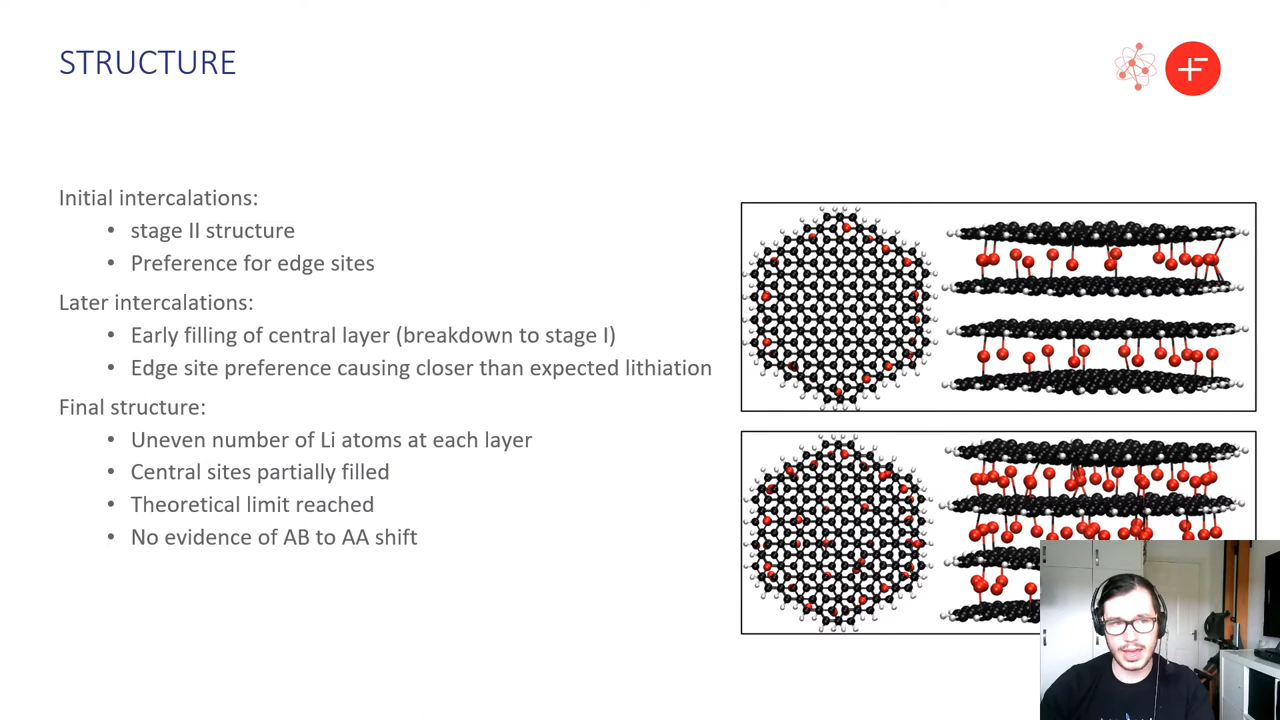 STRUCTURE
Initial intercalations:
• stage II structure
• Preference for edge sites
Later intercalations:
• Early filling of central layer (breakdown to stage I)
• Edge site preference causing closer than expected lithiation
Final structure:
• Uneven number of Li atoms at each layer
• Central sites partially filled
• Theoretical limit reached
• No evidence of AB to AA shift